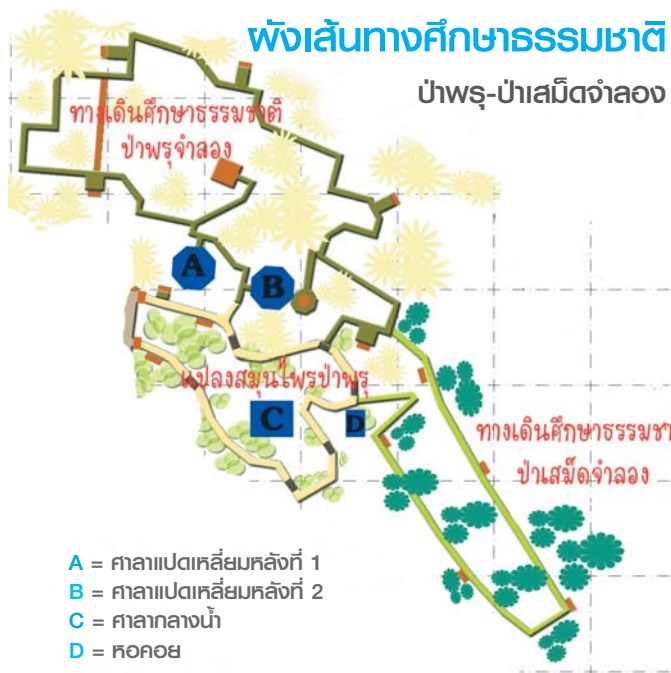 ผังเส้นทางศึกษาธรรมชาติ
ป่าพรุ-ป่าเสม็ดจำลอง
ทางเดินศึกษาธรรมชาติ
ป่าพรุจำลอง
A
B
แปลงสมุนไพรป่าพรุ
C
D
ทางเดินศึกษาธรรมชา
ป่าเสม็ดจำลอง
A = ศาลาแปดเหลี่ยมหลังที่ 1
B = ศาลาแปดเหลี่ยมหลังที่ 2
C = ศาลากลางน้ำ
D = หอคอย